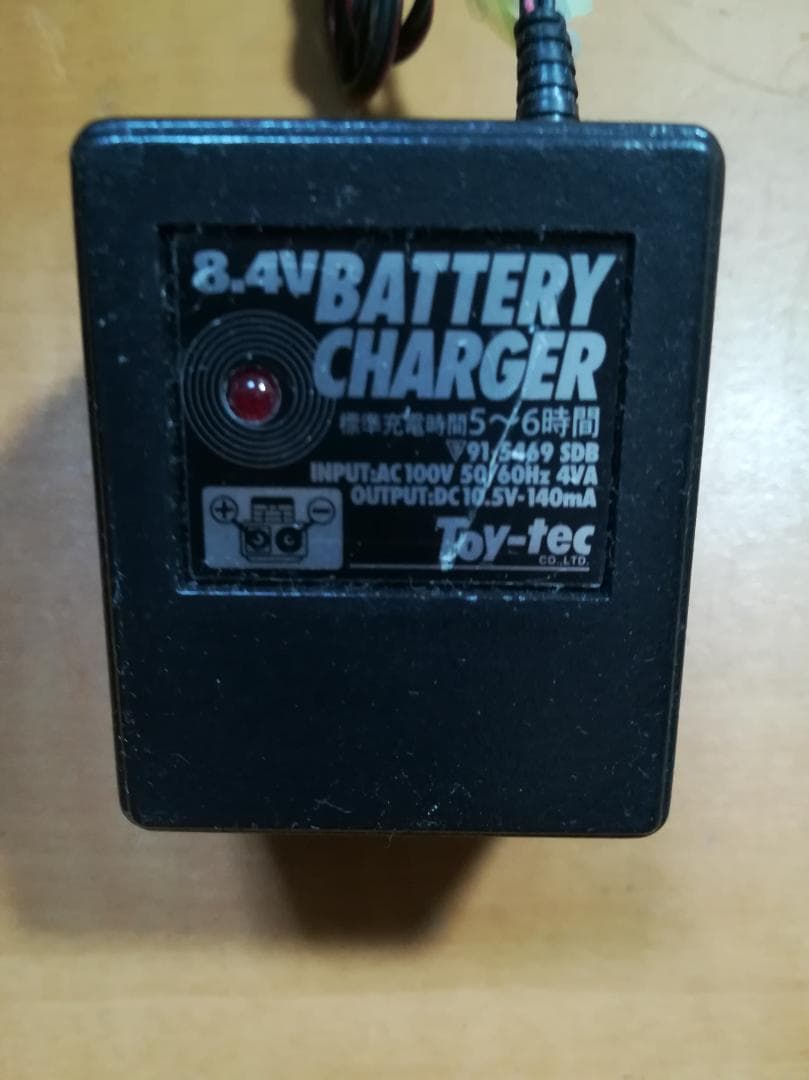 8.4V BATTERY
CHARGER
標準充電時間5〜6時間
▽91-5469 SDB
INPUT:AC100V 50/60Hz 4VA
OUTPUT:DC10.5V-140mA
+ −
Toy-tec
CO.,LTD.